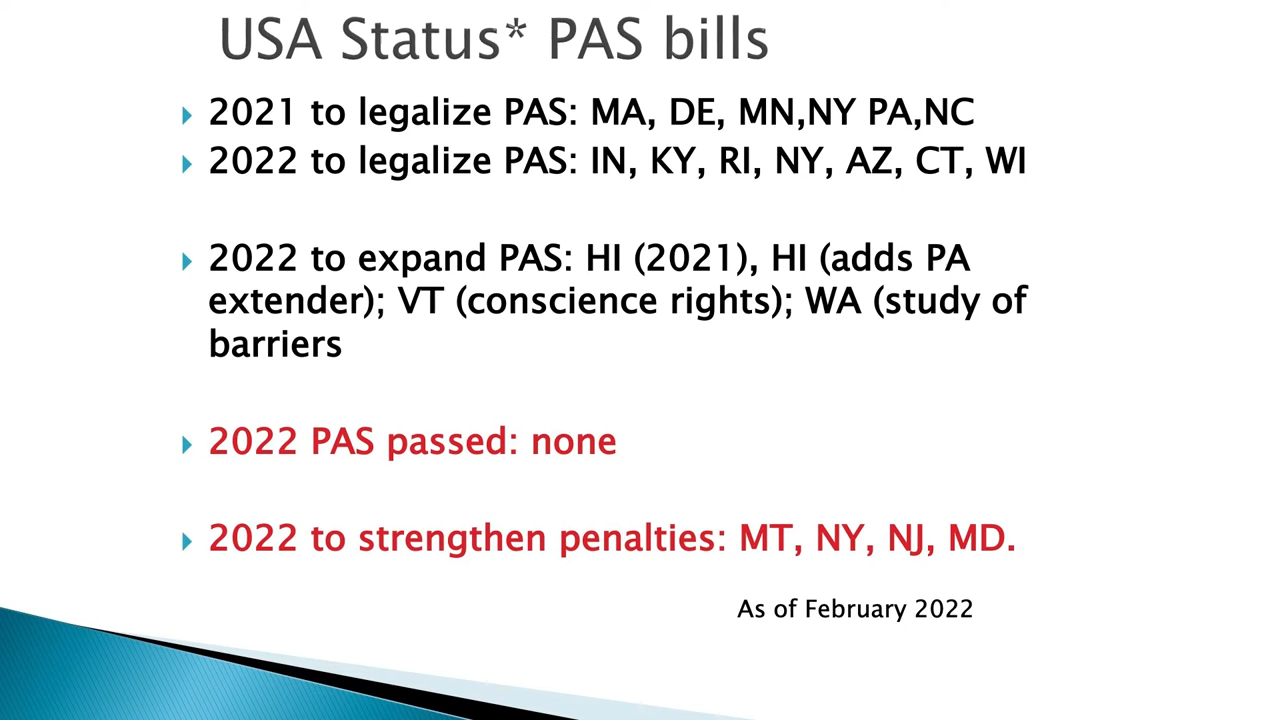 USA Status* PAS bills
2021 to legalize PAS: MA, DE, MN,NY PA,NC
2022 to legalize PAS: IN, KY, RI, NY, AZ, CT, WI
2022 to expand PAS: HI (2021), HI (adds PA
extender); VT (conscience rights); WA (study of
barriers
2022 PAS passed: none
2022 to strengthen penalties: MT, NY, NJ, MD.
As of February 2022